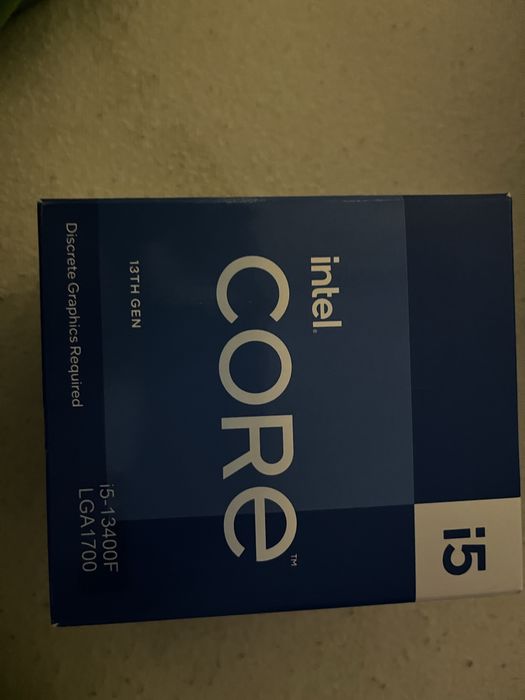 i5
intel.
CORE™
13TH GEN
Discrete Graphics Required
i5-13400F
LGA1700